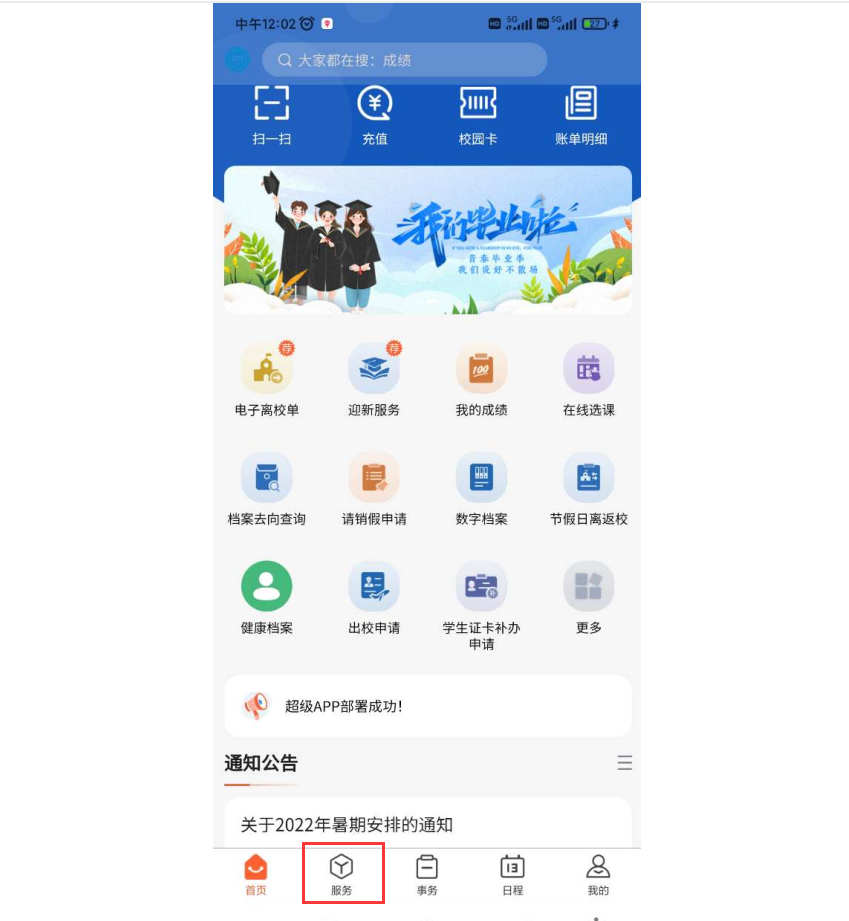 中午12:02
HD 5G HD 5G 27
大家都在搜：成绩
扫一扫 充值 校园卡 账单明细
我们毕业啦
青春毕业季
我们说好不散场
荐 荐
电子离校单 迎新服务 我的成绩 在线选课
档案去向查询 请销假申请 数字档案 节假日离返校
健康档案 出校申请 学生证卡补办 更多
申请
超级APP部署成功！
通知公告
关于2022年暑期安排的通知
13
首页 服务 事务 日程 我的